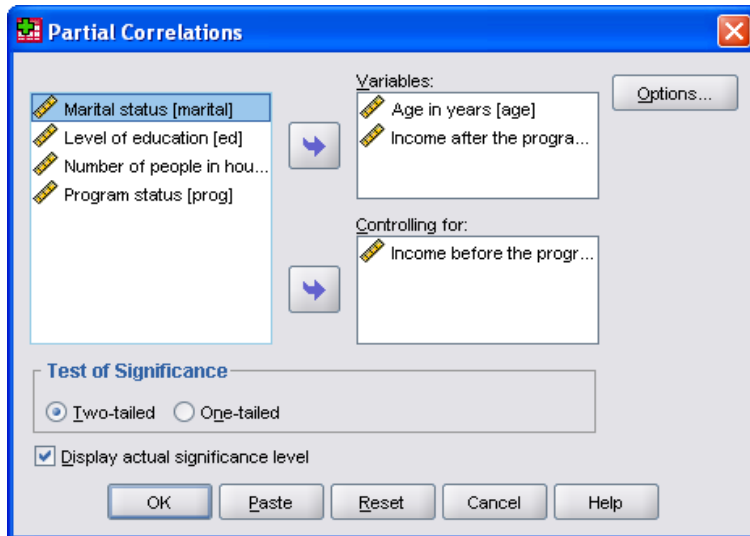 Partial Correlations
Marital status [marital]
Level of education [ed]
Number of people in hou...
Program status [prog]
Variables:
Age in years [age]
Income after the progra...
Controlling for:
Income before the progr...
Options...
Test of Significance
Two-tailed
One-tailed
Display actual significance level
OK
Paste
Reset
Cancel
Help